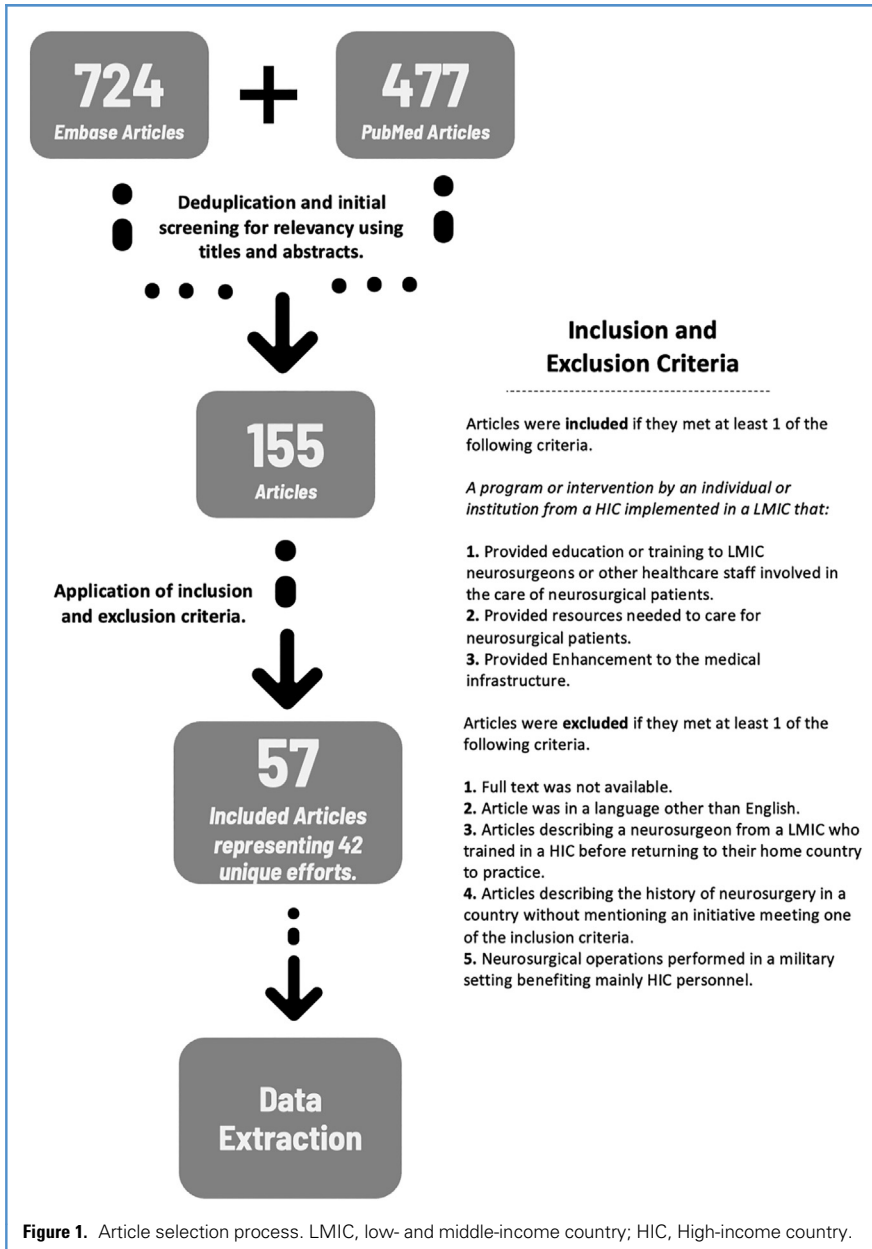 724
Embase Articles
+
477
PubMed Articles
Deduplication and initial
screening for relevancy using
titles and abstracts.
155
Articles
Application of inclusion
and exclusion criteria.
57
Included Articles
representing 42
unique efforts.
Data
Extraction
Inclusion and
Exclusion Criteria
Articles were included if they met at least 1 of the
following criteria.
A program or intervention by an individual or
institution from a HIC implemented in a LMIC that:
1. Provided education or training to LMIC
neurosurgeons or other healthcare staff involved in
the care of neurosurgical patients.
2. Provided resources needed to care for
neurosurgical patients.
3. Provided Enhancement to the medical
infrastructure.
Articles were excluded if they met at least 1 of the
following criteria.
1. Full text was not available.
2. Article was in a language other than English.
3. Articles describing a neurosurgeon from a LMIC who
trained in a HIC before returning to their home country
to practice.
4. Articles describing the history of neurosurgery in a
country without mentioning an initiative meeting one
of the inclusion criteria.
5. Neurosurgical operations performed in a military
setting benefiting mainly HIC personnel.
Figure 1. Article selection process. LMIC, low- and middle-income country; HIC, High-income country.